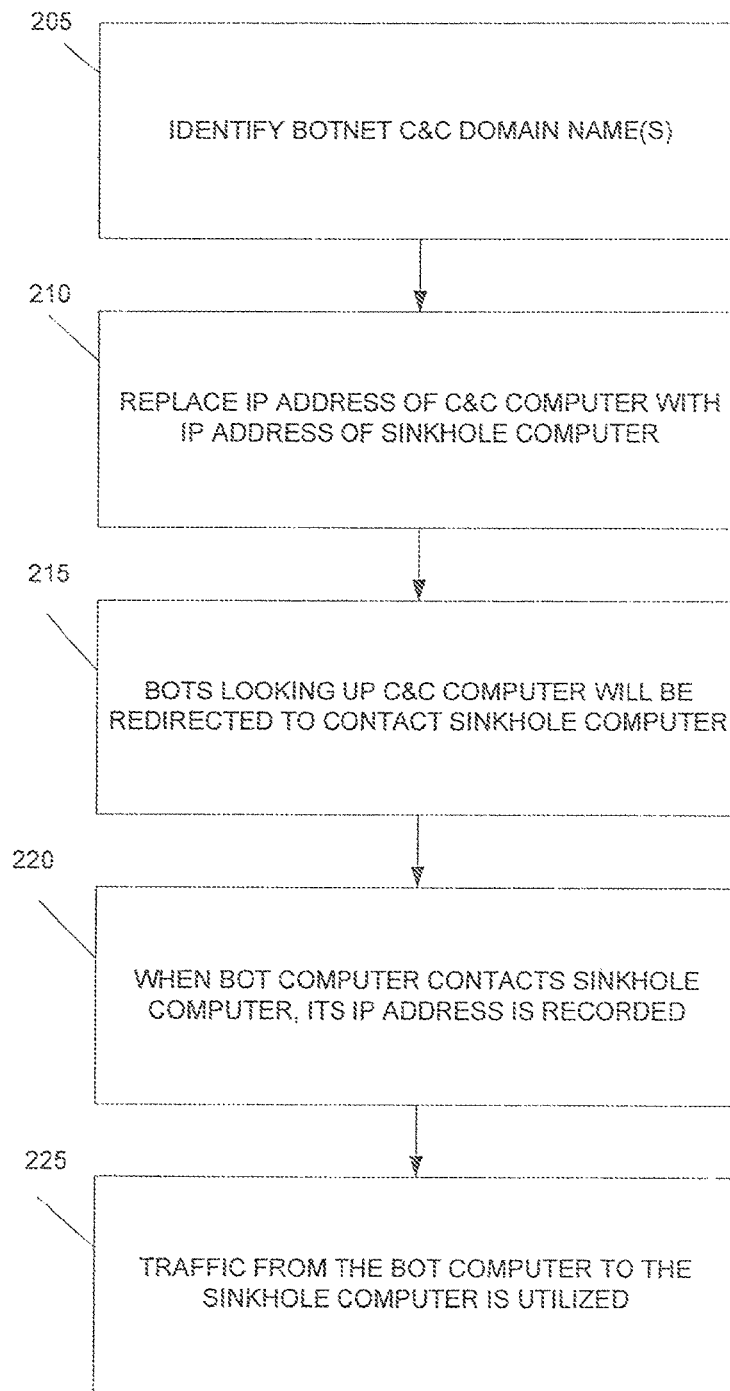 205
IDENTIFY BOTNET C&C DOMAIN NAME(S)
210
REPLACE IP ADDRESS OF C&C COMPUTER WITH
IP ADDRESS OF SINKHOLE COMPUTER
215
BOTS LOOKING UP C&C COMPUTER WILL BE
REDIRECTED TO CONTACT SINKHOLE COMPUTER
220
WHEN BOT COMPUTER CONTACTS SINKHOLE
COMPUTER, ITS IP ADDRESS IS RECORDED
225
TRAFFIC FROM THE BOT COMPUTER TO THE
SINKHOLE COMPUTER IS UTILIZED